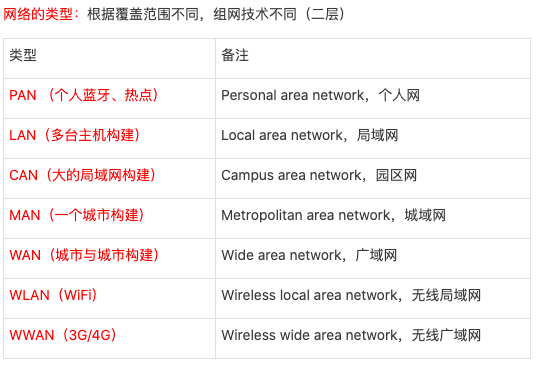 网络的类型：根据覆盖范围不同，组网技术不同（二层）
类型 备注
PAN （个人蓝牙、热点） Personal area network，个人网
LAN（多台主机构建） Local area network，局域网
CAN（大的局域网构建） Campus area network，园区网
MAN（一个城市构建） Metropolitan area network，城域网
WAN（城市与城市构建） Wide area network，广域网
WLAN（WiFi） Wireless local area network，无线局域网
WWAN（3G/4G） Wireless wide area network，无线广域网